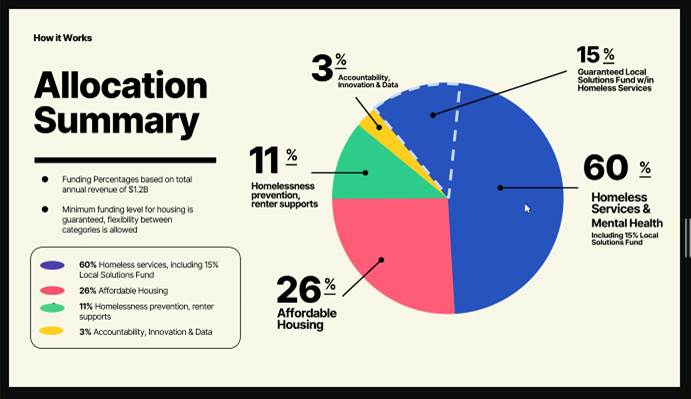 How it Works
Allocation
Summary
Funding Percentages based on total
annual revenue of $1.2B
Minimum funding level for housing is
guaranteed, flexibility between
categories is allowed
60% Homeless services, including 15%
Local Solutions Fund
26% Affordable Housing
11% Homelessness prevention, renter
supports
3% Accountability, Innovation & Data
3%
Accountability,
Innovation & Data
15%
Guaranteed Local
Solutions Fund w/in
Homeless Services
11 %
Homelessness
prevention,
renter supports
60 %
Homeless
Services &
Mental Health
Including 15% Local
Solutions Fund
26%
Affordable
Housing